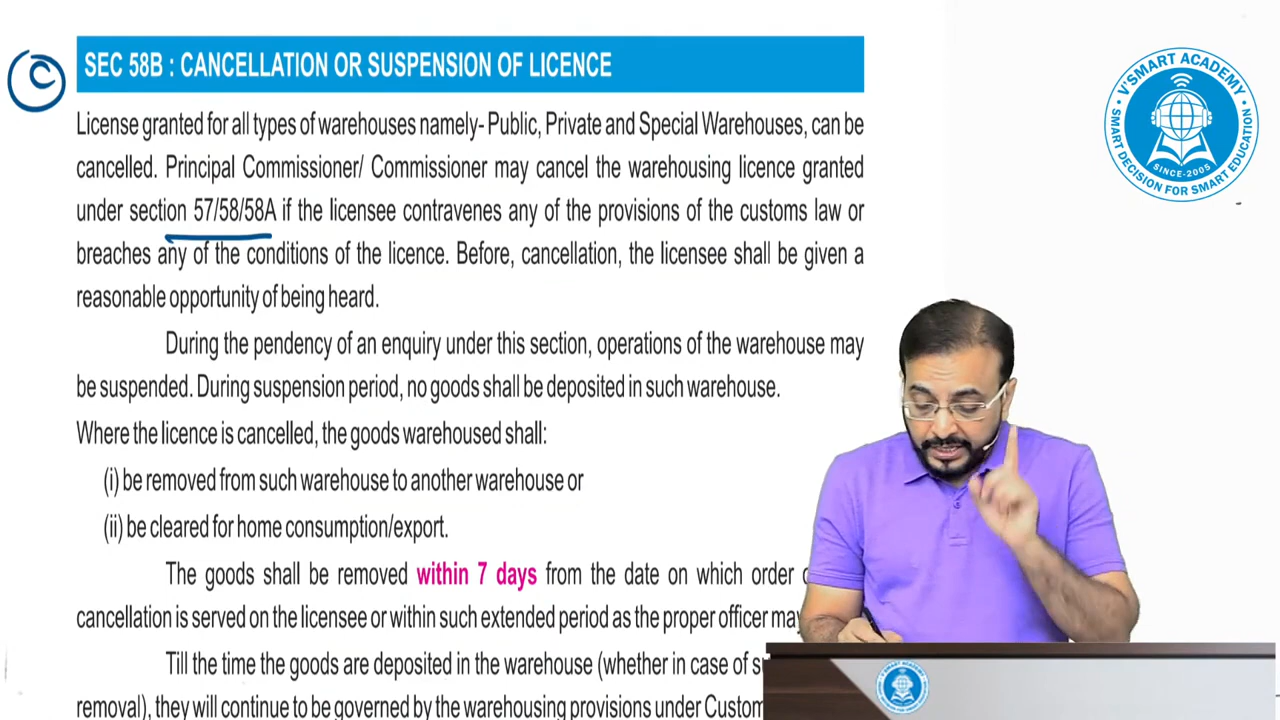 C
SEC 58B : CANCELLATION OR SUSPENSION OF LICENCE
License granted for all types of warehouses namely- Public, Private and Special Warehouses, can be
cancelled. Principal Commissioner/ Commissioner may cancel the warehousing licence granted
under section 57/58/58A if the licensee contravenes any of the provisions of the customs law or
breaches any of the conditions of the licence. Before, cancellation, the licensee shall be given a
reasonable opportunity of being heard.
During the pendency of an enquiry under this section, operations of the warehouse may
be suspended. During suspension period, no goods shall be deposited in such warehouse.
Where the licence is cancelled, the goods warehoused shall:
(i) be removed from such warehouse to another warehouse or
(ii) be cleared for home consumption/export.
The goods shall be removed within 7 days from the date on which order
cancellation is served on the licensee or within such extended period as the proper officer may
Till the time the goods are deposited in the warehouse (whether in case of
removal), they will continue to be governed by the warehousing provisions under
V'SMART ACADEMY
SINCE-2005
SMART DECISION FOR SMART EDUCATION